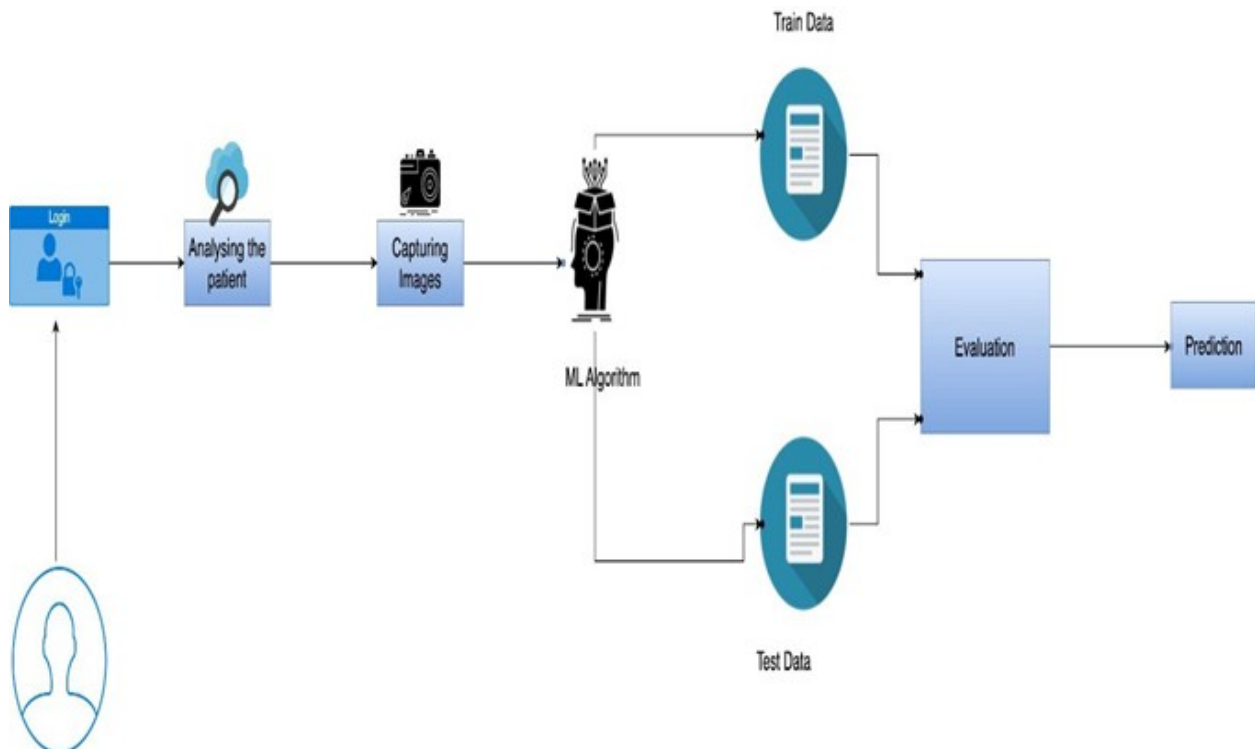 Train Data
Login
Analysing the
patient
Capturing
Images
ML Algorithm
Evaluation
Prediction
Test Data